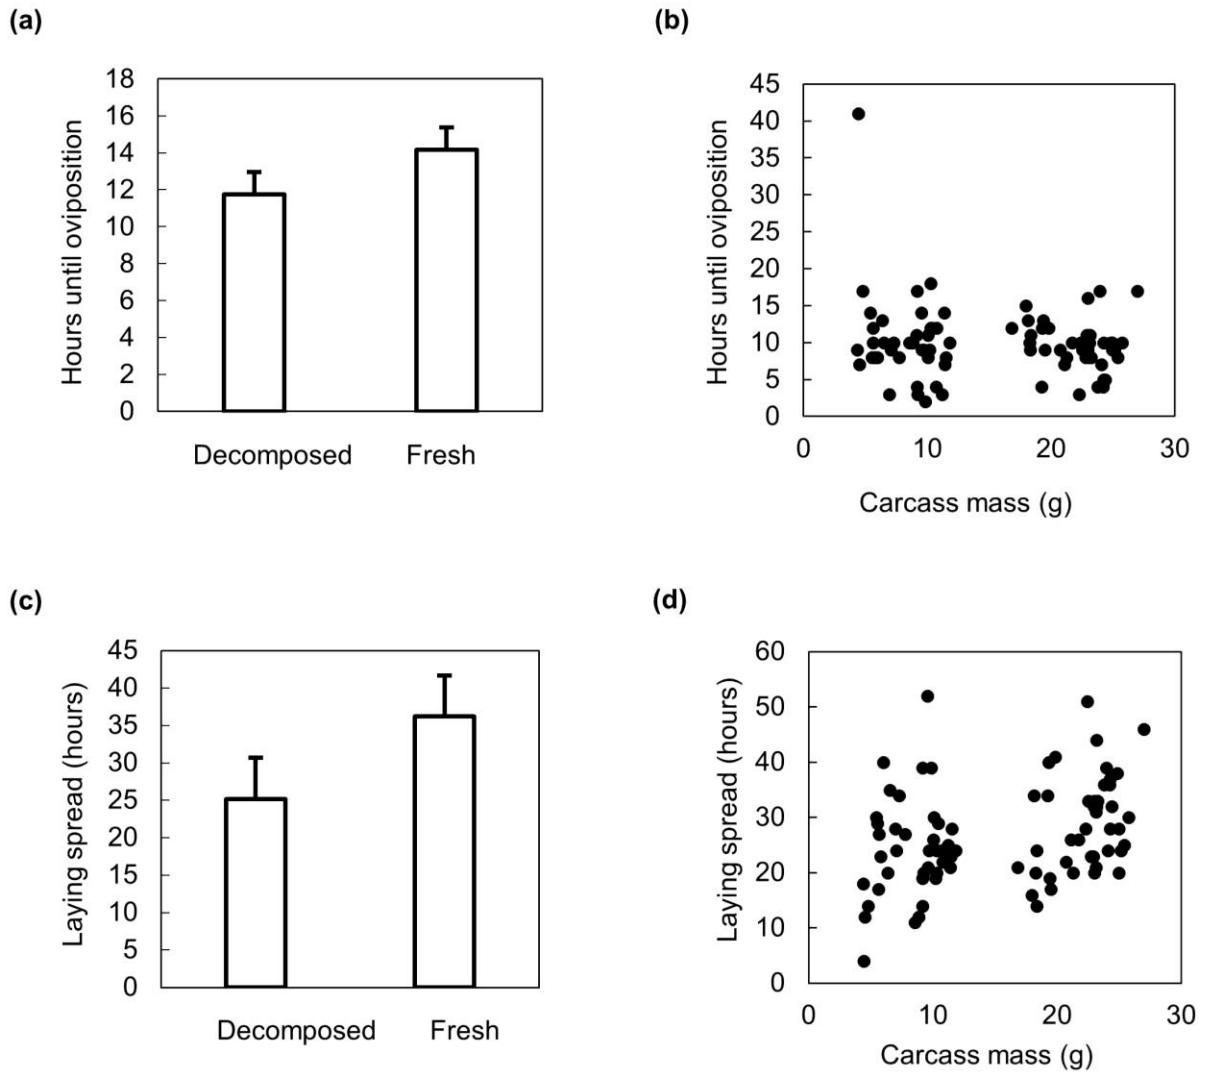 (a)
Hours until oviposition
18
16
14
12
10
8
6
4
2
0
Decomposed Fresh
(b)
Hours until oviposition
45
40
35
30
25
20
15
10
5
0
0 10 20 30
Carcass mass (g)
(c)
Laying spread (hours)
45
40
35
30
25
20
15
10
5
0
Decomposed Fresh
(d)
Laying spread (hours)
60
50
40
30
20
10
0
0 10 20 30
Carcass mass (g)